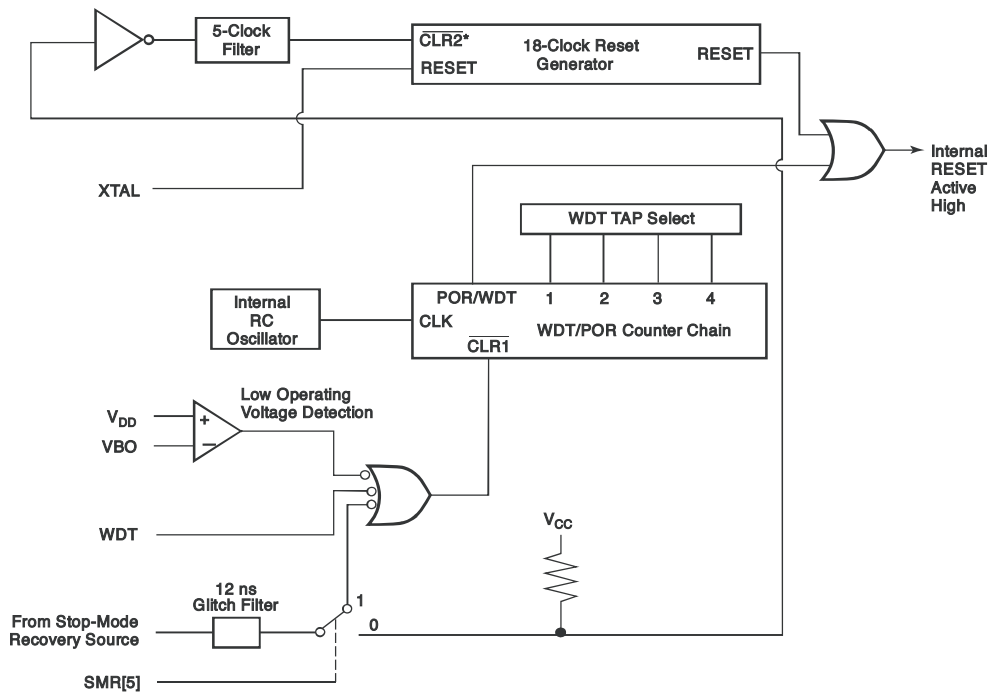 5-Clock
Filter
CLR2*
RESET
18-Clock Reset
Generator
RESET
XTAL
Internal
RESET
Active
High
WDT TAP Select
POR/WDT
1
2
3
4
Internal
RC
Oscillator
CLK
WDT/POR Counter Chain
CLR1
Low Operating
Voltage Detection
VDD
VBO
+
−
WDT
VCC
12 ns
Glitch Filter
1
0
From Stop-Mode
Recovery Source
SMR[5]